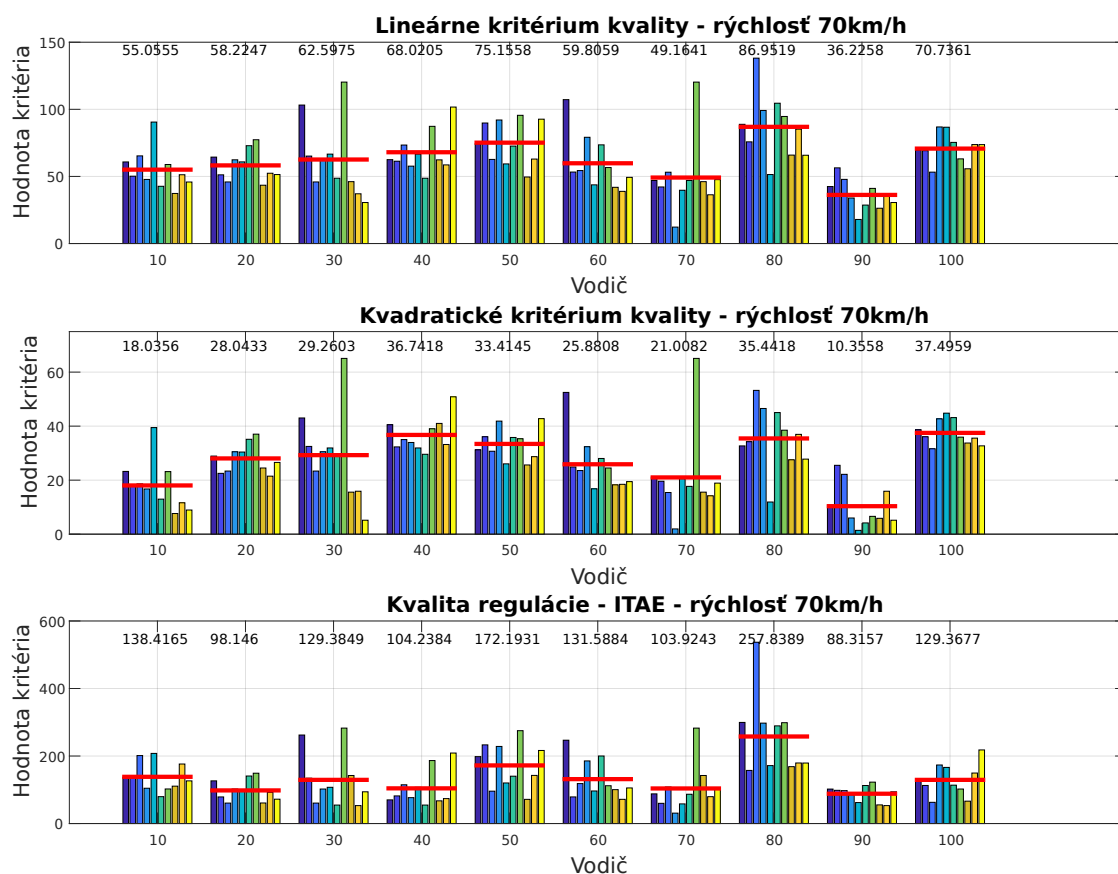 Lineárne kritérium kvality - rýchlosť 70km/h
150
100
50
0
Hodnota kritéria
55.0555 58.2247 62.5975 68.0205 75.1558 59.8059 49.1641 86.9519 36.2258 70.7361
10 20 30 40 50 60 70 80 90 100
Vodič
Kvadratické kritérium kvality - rýchlosť 70km/h
60
40
20
0
Hodnota kritéria
18.0356 28.0433 29.2603 36.7418 33.4145 25.8808 21.0082 35.4418 10.3558 37.4959
10 20 30 40 50 60 70 80 90 100
Vodič
Kvalita regulácie - ITAE - rýchlosť 70km/h
600
400
200
0
Hodnota kritéria
138.4165 98.146 129.3849 104.2384 172.1931 131.5884 103.9243 257.8389 88.3157 129.3677
10 20 30 40 50 60 70 80 90 100
Vodič